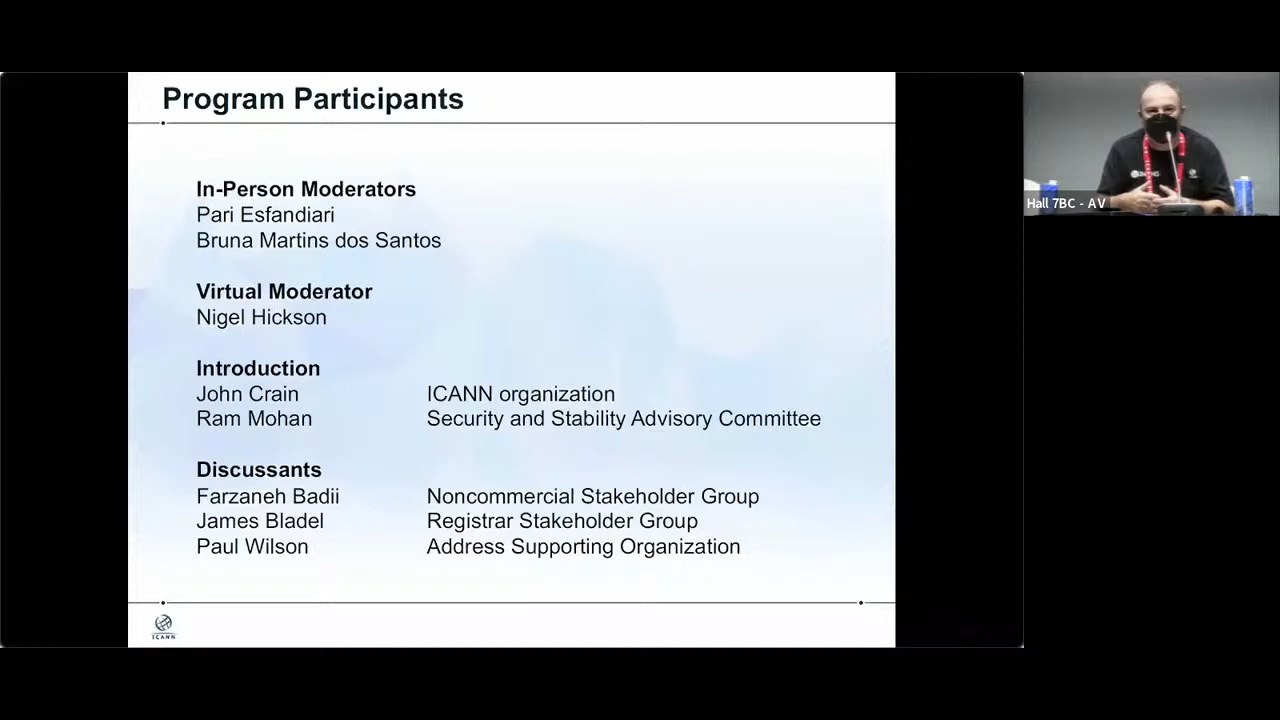 Program Participants
In-Person Moderators
Pari Esfandiari
Bruna Martins dos Santos
Virtual Moderator
Nigel Hickson
Introduction
John Crain ICANN organization
Ram Mohan Security and Stability Advisory Committee
Discussants
Farzaneh Badii Noncommercial Stakeholder Group
James Bladel Registrar Stakeholder Group
Paul Wilson Address Supporting Organization
ICANN
Hall 7BC - AV